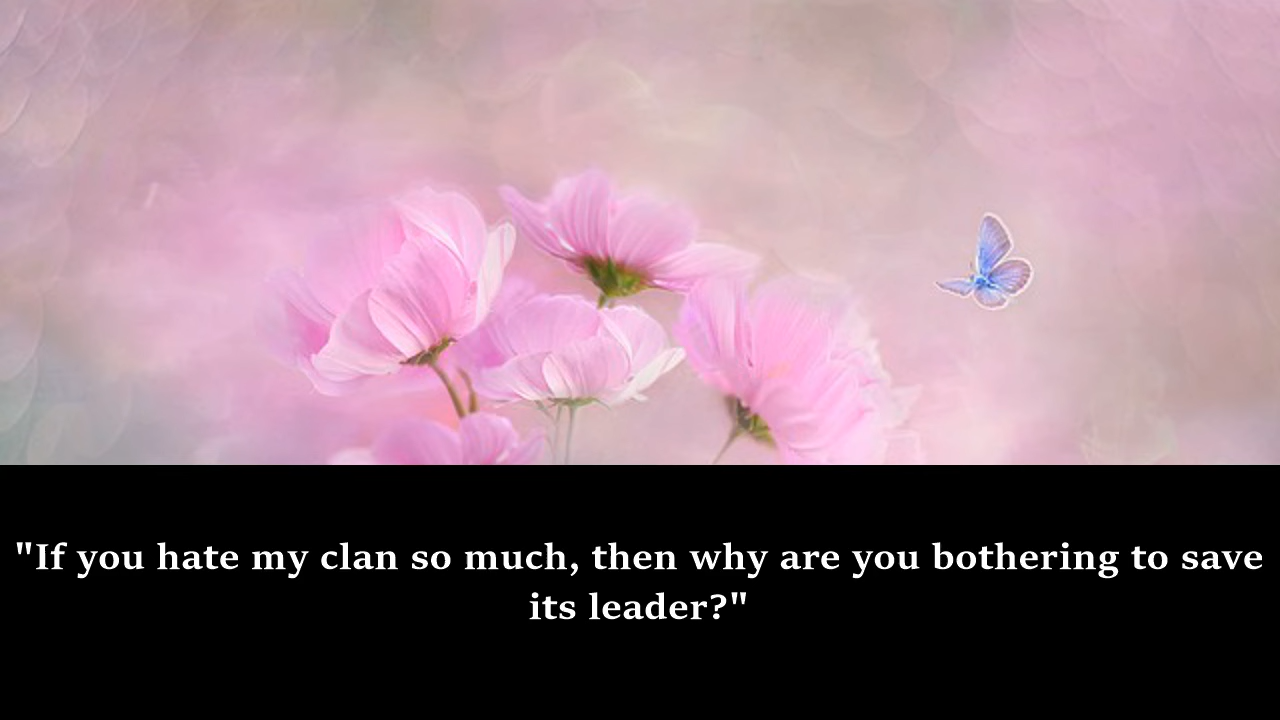 "If you hate my clan so much, then why are you bothering to save
its leader?"